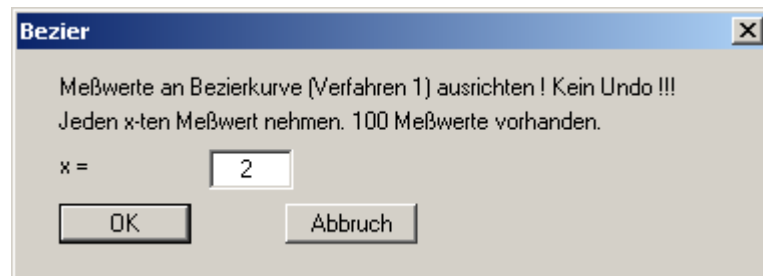 Bezier
Meßwerte an Bezierkurve (Verfahren 1) ausrichten ! Kein Undo !!!
Jeden x-ten Meßwert nehmen. 100 Meßwerte vorhanden.
x = 2
OK Abbruch